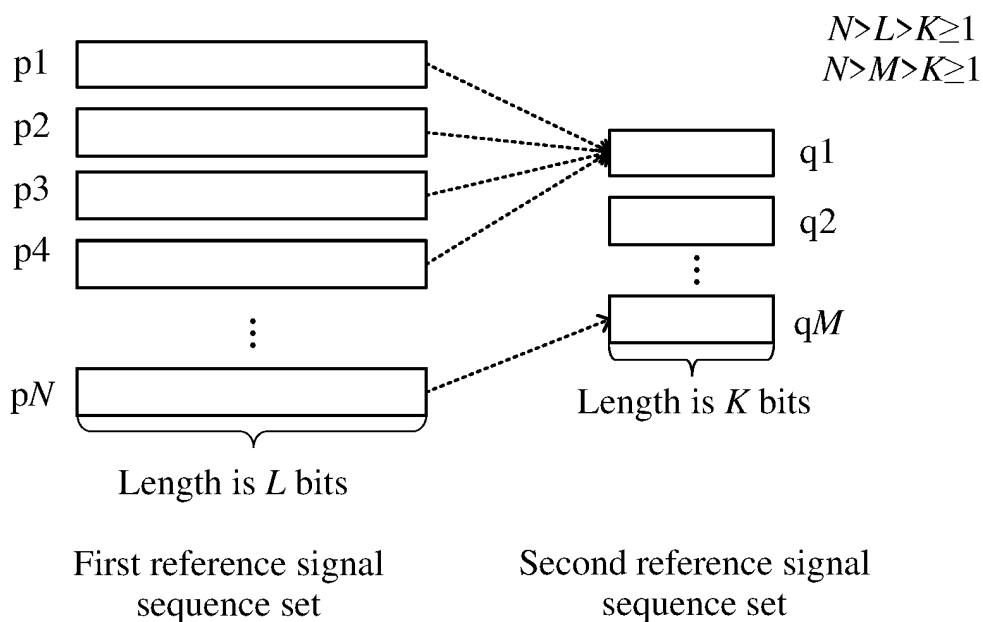 N>L>K≥1
N>M>K≥1
p1
p2
p3
p4
pN
q1
q2
qM
Length is K bits
Length is L bits
First reference signal
sequence set
Second reference signal
sequence set